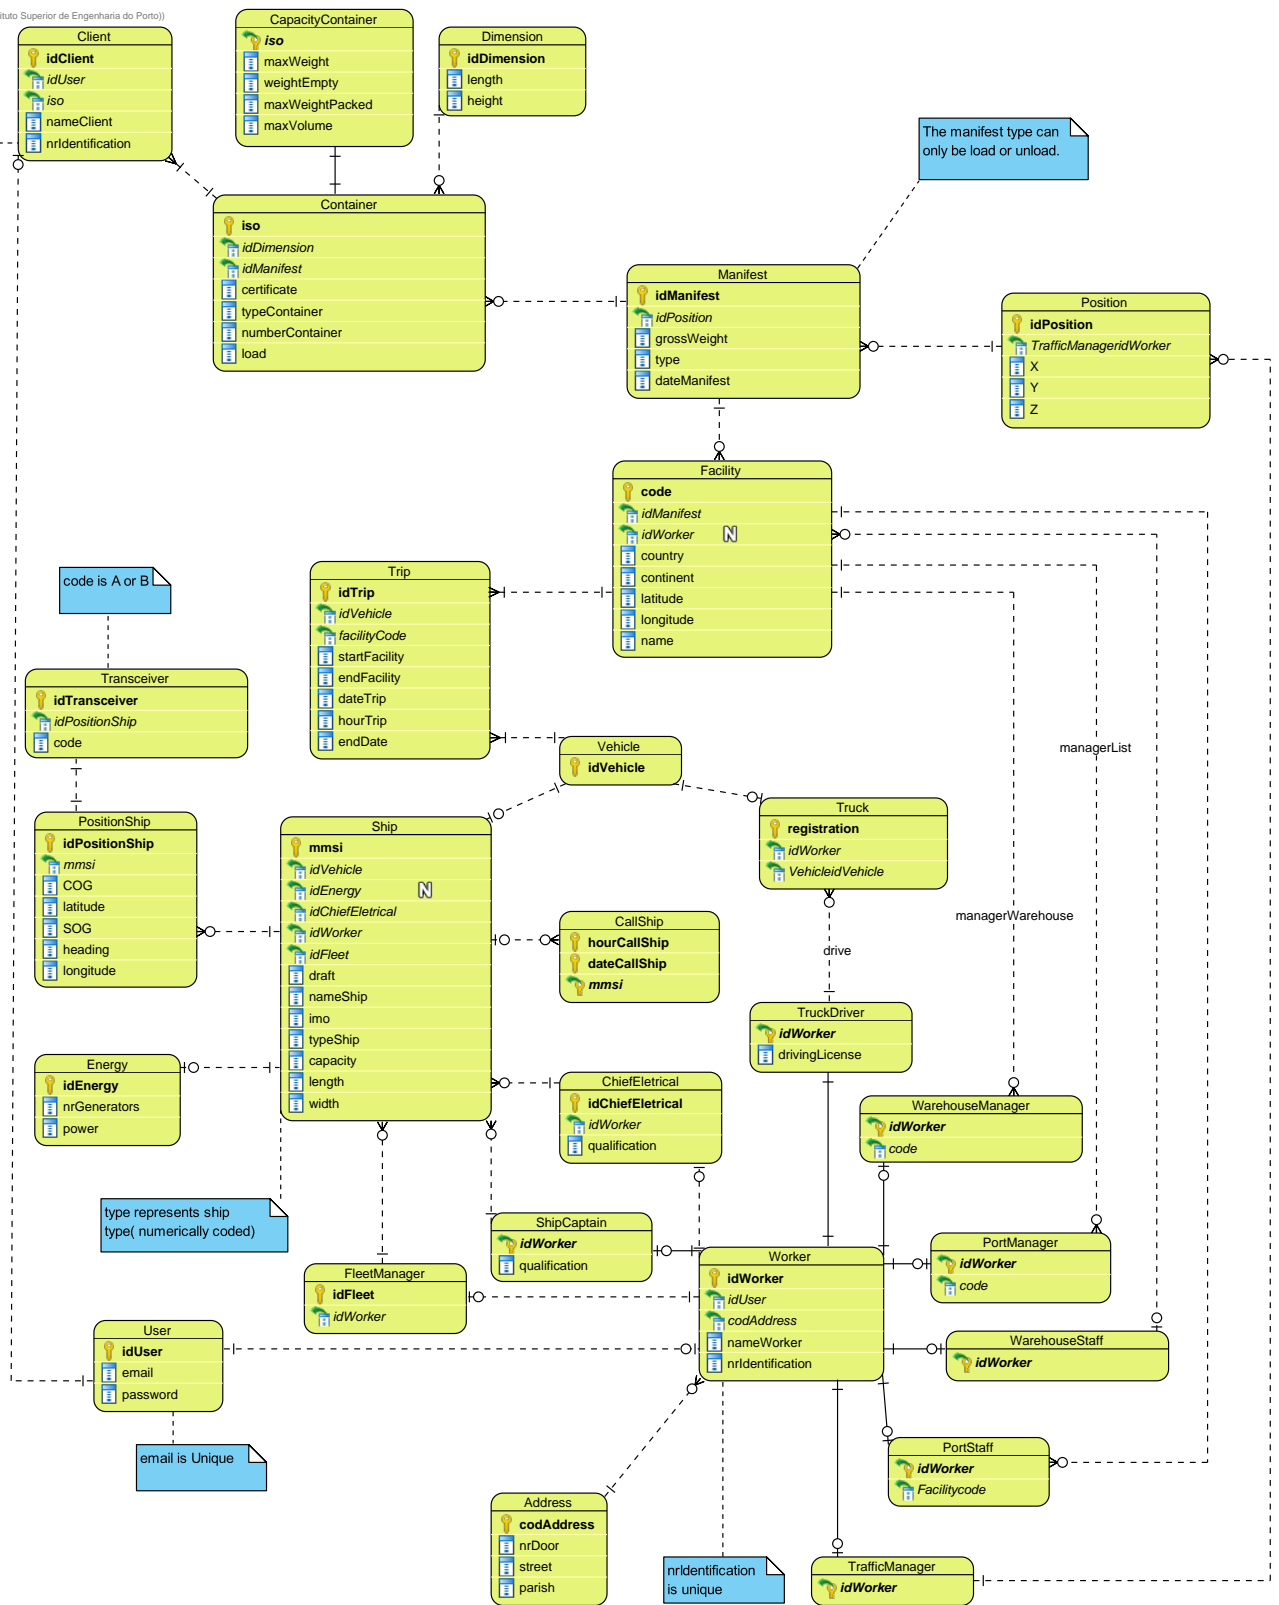 ituto Superior de Engenharia do Porto))
Client
idClient
idUser
iso
nameClient
nrIdentification
CapacityContainer
iso
maxWeight
weightEmpty
maxWeightPacked
maxVolume
Dimension
idDimension
length
height
The manifest type can
only be load or unload.
Container
iso
idDimension
idManifest
certificate
typeContainer
numberContainer
load
Manifest
idManifest
idPosition
grossWeight
type
dateManifest
Position
idPosition
TrafficManageridWorker
X
Y
Z
Facility
code
idManifest
idWorker
N
country
continent
latitude
longitude
name
code is A or B
Trip
idTrip
idVehicle
facilityCode
startFacility
endFacility
dateTrip
hourTrip
endDate
Transceiver
idTransceiver
idPositionShip
code
Vehicle
idVehicle
managerList
PositionShip
idPositionShip
mmsi
COG
latitude
SOG
heading
longitude
Ship
mmsi
idVehicle
idEnergy
N
idChiefEletrical
idWorker
idFleet
draft
nameShip
imo
typeShip
capacity
length
width
Truck
registration
idWorker
VehicleidVehicle
managerWarehouse
CallShip
hourCallShip
dateCallShip
mmsi
drive
TruckDriver
idWorker
drivingLicense
Energy
idEnergy
nrGenerators
power
ChiefEletrical
idChiefEletrical
idWorker
qualification
WarehouseManager
idWorker
code
type represents ship
type( numerically coded)
ShipCaptain
idWorker
qualification
PortManager
idWorker
code
FleetManager
idFleet
idWorker
Worker
idWorker
idUser
codAddress
nameWorker
nrIdentification
User
idUser
email
password
WarehouseStaff
idWorker
email is Unique
PortStaff
idWorker
Facilitycode
Address
codAddress
nrDoor
street
parish
nrIdentification
is unique
TrafficManager
idWorker